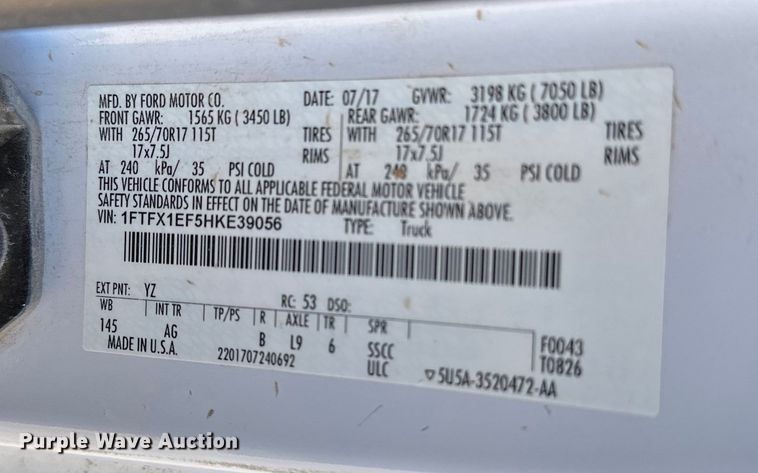 MFD. BY FORD MOTOR CO. DATE: 07/17 GVWR: 3198 KG ( 7050 LB)
FRONT GAWR: 1565 KG ( 3450 LB) REAR GAWR: 1724 KG ( 3800 LB)
WITH 265/70R17 115T TIRES WITH 265/70R17 115T TIRES
17x7.5J RIMS 17x7.5J RIMS
AT 240 kPa/ 35 PSI COLD AT 240 kPa/ 35 PSI COLD
THIS VEHICLE CONFORMS TO ALL APPLICABLE FEDERAL MOTOR VEHICLE
SAFETY STANDARDS IN EFFECT ON THE DATE OF MANUFACTURE SHOWN ABOVE.
VIN: 1FTFX1EF5HKE39056 TYPE: Truck
EXT PNT: YZ RC: 53 DSO:
WB INT TR TP/PS R AXLE TR SPR
145 AG B L9 6 SSCC F0043
MADE IN U.S.A. 2201707240692 ULC ▽5U5A-3520472-AA T0826
Purple Wave Auction